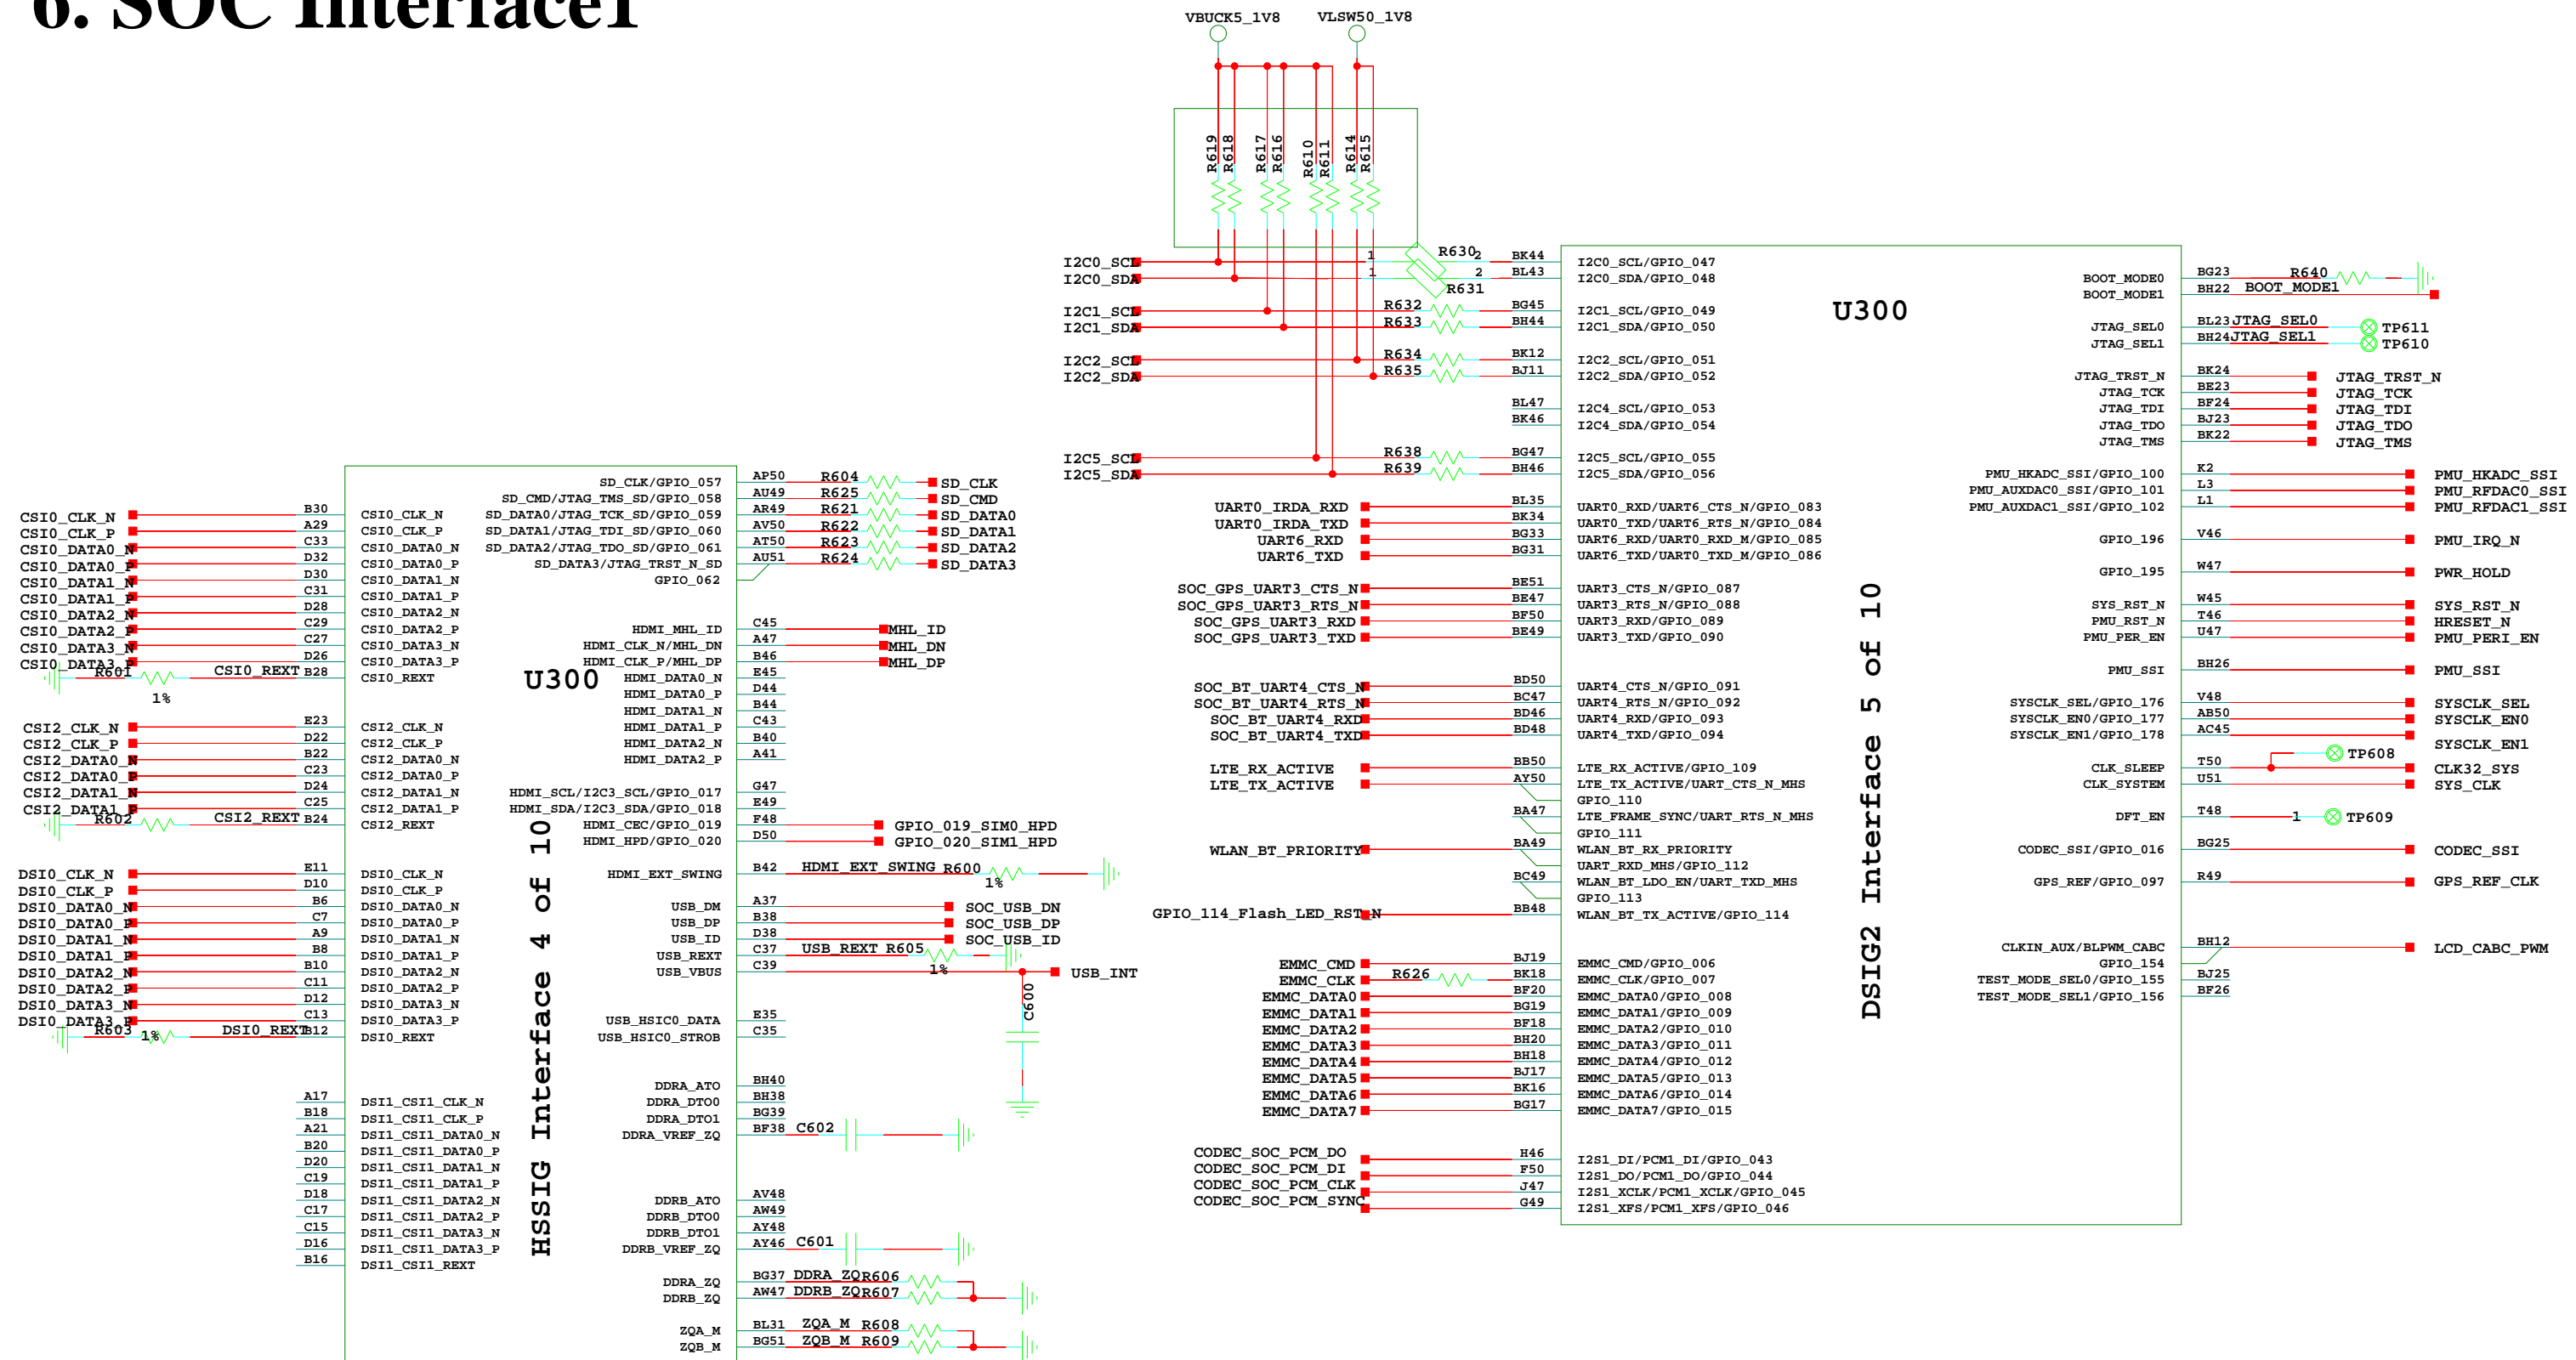 6. SOC Interface1
VBUCK5_1V8
VLSW50_1V8
R619
R618
R617
R616
R610
R611
R614
R615
I2C0_SCL
I2C0_SDA
I2C1_SCL
I2C1_SDA
I2C2_SCL
I2C2_SDA
I2C5_SCL
I2C5_SDA
1 R630 2 BK44 I2C0_SCL/GPIO_047
1 R631 2 BL43 I2C0_SDA/GPIO_048
R632 BG45 I2C1_SCL/GPIO_049
R633 BH44 I2C1_SDA/GPIO_050
R634 BK12 I2C2_SCL/GPIO_051
R635 BJ11 I2C2_SDA/GPIO_052
BL47 I2C4_SCL/GPIO_053
BK46 I2C4_SDA/GPIO_054
R638 BG47 I2C5_SCL/GPIO_055
R639 BH46 I2C5_SDA/GPIO_056
UART0_IRDA_RXD BL35 UART0_RXD/UART6_CTS_N/GPIO_083
UART0_IRDA_TXD BK34 UART0_TXD/UART6_RTS_N/GPIO_084
UART6_RXD BG33 UART6_RXD/UART0_RXD_M/GPIO_085
UART6_TXD BG31 UART6_TXD/UART0_TXD_M/GPIO_086
SOC_GPS_UART3_CTS_N BE51 UART3_CTS_N/GPIO_087
SOC_GPS_UART3_RTS_N BE47 UART3_RTS_N/GPIO_088
SOC_GPS_UART3_RXD BF50 UART3_RXD/GPIO_089
SOC_GPS_UART3_TXD BE49 UART3_TXD/GPIO_090
SOC_BT_UART4_CTS_N BD50 UART4_CTS_N/GPIO_091
SOC_BT_UART4_RTS_N BC47 UART4_RTS_N/GPIO_092
SOC_BT_UART4_RXD BD46 UART4_RXD/GPIO_093
SOC_BT_UART4_TXD BD48 UART4_TXD/GPIO_094
LTE_RX_ACTIVE BB50 LTE_RX_ACTIVE/GPIO_109
LTE_TX_ACTIVE AY50 LTE_TX_ACTIVE/UART_CTS_N_MHS
GPIO_110
BA47 LTE_FRAME_SYNC/UART_RTS_N_MHS
GPIO_111
WLAN_BT_PRIORITY BA49 WLAN_BT_RX_PRIORITY
UART_RXD_MHS/GPIO_112
BC49 WLAN_BT_LDO_EN/UART_TXD_MHS
GPIO_113
GPIO_114_Flash_LED_RST_N BB48 WLAN_BT_TX_ACTIVE/GPIO_114
EMMC_CMD BJ19 EMMC_CMD/GPIO_006
EMMC_CLK R626 BK18 EMMC_CLK/GPIO_007
EMMC_DATA0 BF20 EMMC_DATA0/GPIO_008
EMMC_DATA1 BG19 EMMC_DATA1/GPIO_009
EMMC_DATA2 BF18 EMMC_DATA2/GPIO_010
EMMC_DATA3 BH20 EMMC_DATA3/GPIO_011
EMMC_DATA4 BH18 EMMC_DATA4/GPIO_012
EMMC_DATA5 BJ17 EMMC_DATA5/GPIO_013
EMMC_DATA6 BK16 EMMC_DATA6/GPIO_014
EMMC_DATA7 BG17 EMMC_DATA7/GPIO_015
CODEC_SOC_PCM_DO H46 I2S1_DI/PCM1_DI/GPIO_043
CODEC_SOC_PCM_DI F50 I2S1_DO/PCM1_DO/GPIO_044
CODEC_SOC_PCM_CLK J47 I2S1_XCLK/PCM1_XCLK/GPIO_045
CODEC_SOC_PCM_SYNC G49 I2S1_XFS/PCM1_XFS/GPIO_046
U300
DSIG2 Interface 5 of 10
BOOT_MODE0 BG23 R640
BOOT_MODE1 BH22 BOOT_MODE1
JTAG_SEL0 BL23 JTAG_SEL0 TP611
JTAG_SEL1 BH24 JTAG_SEL1 TP610
JTAG_TRST_N BK24 JTAG_TRST_N
JTAG_TCK BE23 JTAG_TCK
JTAG_TDI BF24 JTAG_TDI
JTAG_TDO BJ23 JTAG_TDO
JTAG_TMS BK22 JTAG_TMS
PMU_HKADC_SSI/GPIO_100 K2 PMU_HKADC_SSI
PMU_AUXDAC0_SSI/GPIO_101 L3 PMU_RFDAC0_SSI
PMU_AUXDAC1_SSI/GPIO_102 L1 PMU_RFDAC1_SSI
GPIO_196 V46 PMU_IRQ_N
GPIO_195 W47 PWR_HOLD
SYS_RST_N W45 SYS_RST_N
PMU_RST_N T46 HRESET_N
PMU_PER_EN U47 PMU_PERI_EN
PMU_SSI BH26 PMU_SSI
SYSCLK_SEL/GPIO_176 V48 SYSCLK_SEL
SYSCLK_EN0/GPIO_177 AB50 SYSCLK_EN0
SYSCLK_EN1/GPIO_178 AC45 SYSCLK_EN1
TP608
CLK_SLEEP T50 CLK32_SYS
CLK_SYSTEM U51 SYS_CLK
DFT_EN T48 1 TP609
CODEC_SSI/GPIO_016 BG25 CODEC_SSI
GPS_REF/GPIO_097 R49 GPS_REF_CLK
CLKIN_AUX/BLPWM_CABC BH12 LCD_CABC_PWM
GPIO_154
TEST_MODE_SEL0/GPIO_155 BJ25
TEST_MODE_SEL1/GPIO_156 BF26
CSI0_CLK_N B30 CSI0_CLK_N
CSI0_CLK_P A29 CSI0_CLK_P
CSI0_DATA0_N C33 CSI0_DATA0_N
CSI0_DATA0_P D32 CSI0_DATA0_P
CSI0_DATA1_N D30 CSI0_DATA1_N
CSI0_DATA1_P C31 CSI0_DATA1_P
CSI0_DATA2_N D28 CSI0_DATA2_N
CSI0_DATA2_P C29 CSI0_DATA2_P
CSI0_DATA3_N C27 CSI0_DATA3_N
CSI0_DATA3_P D26 CSI0_DATA3_P
R601 1% CSI0_REXT B28 CSI0_REXT
CSI2_CLK_N E23 CSI2_CLK_N
CSI2_CLK_P D22 CSI2_CLK_P
CSI2_DATA0_N B22 CSI2_DATA0_N
CSI2_DATA0_P C23 CSI2_DATA0_P
CSI2_DATA1_N D24 CSI2_DATA1_N
CSI2_DATA1_P C25 CSI2_DATA1_P
R602 CSI2_REXT B24 CSI2_REXT
DSI0_CLK_N E11 DSI0_CLK_N
DSI0_CLK_P D10 DSI0_CLK_P
DSI0_DATA0_N B6 DSI0_DATA0_N
DSI0_DATA0_P C7 DSI0_DATA0_P
DSI0_DATA1_N A9 DSI0_DATA1_N
DSI0_DATA1_P B8 DSI0_DATA1_P
DSI0_DATA2_N B10 DSI0_DATA2_N
DSI0_DATA2_P C11 DSI0_DATA2_P
DSI0_DATA3_N D12 DSI0_DATA3_N
DSI0_DATA3_P C13 DSI0_DATA3_P
R603 1% DSI0_REXT B12 DSI0_REXT
A17 DSI1_CSI1_CLK_N
B18 DSI1_CSI1_CLK_P
A21 DSI1_CSI1_DATA0_N
B20 DSI1_CSI1_DATA0_P
D20 DSI1_CSI1_DATA1_N
C19 DSI1_CSI1_DATA1_P
D18 DSI1_CSI1_DATA2_N
C17 DSI1_CSI1_DATA2_P
C15 DSI1_CSI1_DATA3_N
D16 DSI1_CSI1_DATA3_P
B16 DSI1_CSI1_REXT
U300
HSSIG Interface 4 of 10
SD_CLK/GPIO_057 AP50 R604 SD_CLK
SD_CMD/JTAG_TMS_SD/GPIO_058 AU49 R625 SD_CMD
SD_DATA0/JTAG_TCK_SD/GPIO_059 AR49 R621 SD_DATA0
SD_DATA1/JTAG_TDI_SD/GPIO_060 AV50 R622 SD_DATA1
SD_DATA2/JTAG_TDO_SD/GPIO_061 AT50 R623 SD_DATA2
SD_DATA3/JTAG_TRST_N_SD AU51 R624 SD_DATA3
GPIO_062
HDMI_MHL_ID C45 MHL_ID
HDMI_CLK_N/MHL_DN A47 MHL_DN
HDMI_CLK_P/MHL_DP B46 MHL_DP
HDMI_DATA0_N E45
HDMI_DATA0_P D44
HDMI_DATA1_N B44
HDMI_DATA1_P C43
HDMI_DATA2_N B40
HDMI_DATA2_P A41
HDMI_SCL/I2C3_SCL/GPIO_017 G47
HDMI_SDA/I2C3_SDA/GPIO_018 E49
HDMI_CEC/GPIO_019 F48 GPIO_019_SIM0_HPD
HDMI_HPD/GPIO_020 D50 GPIO_020_SIM1_HPD
HDMI_EXT_SWING B42 HDMI_EXT_SWING R600 1%
USB_DM A37 SOC_USB_DN
USB_DP B38 SOC_USB_DP
USB_ID D38 SOC_USB_ID
USB_REXT C37 USB_REXT R605 1%
USB_VBUS C39 USB_INT
C600
USB_HSIC0_DATA E35
USB_HSIC0_STROB C35
DDRA_ATO BH40
DDRA_DTO0 BH38
DDRA_DTO1 BG39
DDRA_VREF_ZQ BF38 C602
DDRB_ATO AV48
DDRB_DTO0 AW49
DDRB_DTO1 AY48
DDRB_VREF_ZQ AY46 C601
DDRA_ZQ BG37 DDRA_ZQ R606
DDRB_ZQ AW47 DDRB_ZQ R607
ZQA_M BL31 ZQA_M R608
ZQB_M BG51 ZQB_M R609